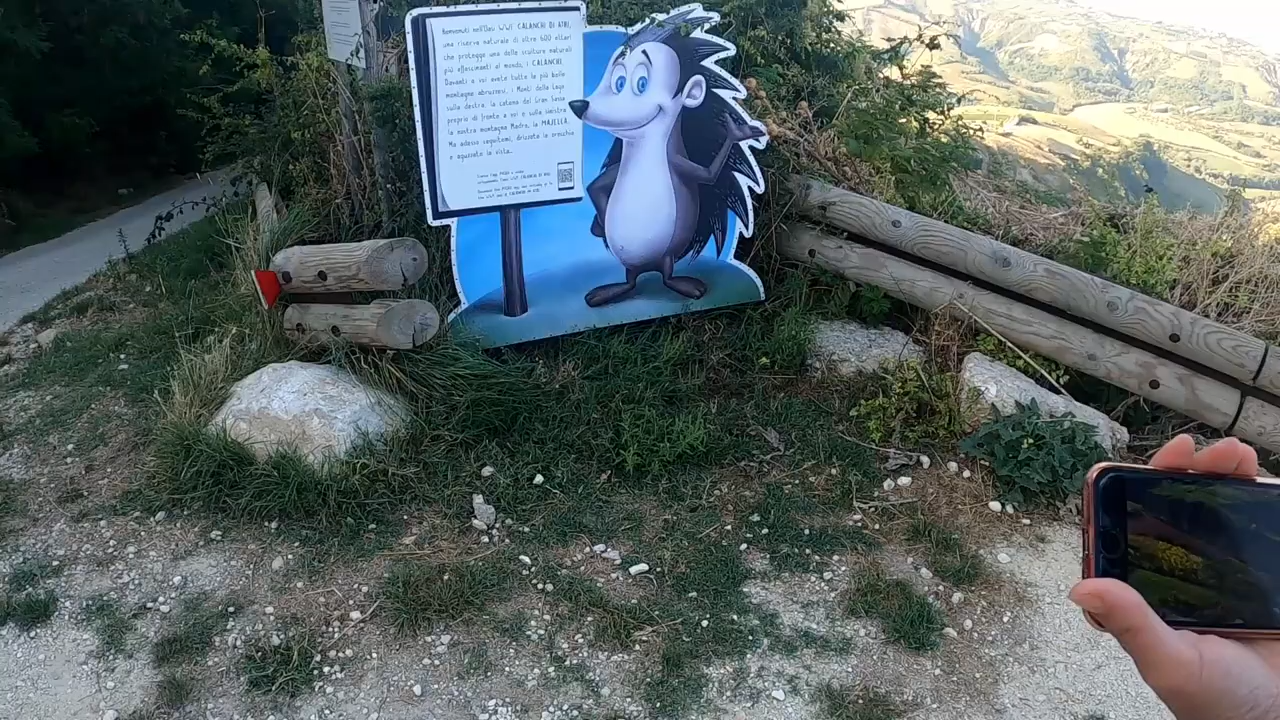 Benvenuti nell'Oasi WWF CALANCHI DI ATRI,
una riserva naturale di oltre 600 ettari
che protegge una delle sculture naturali
più affascinanti al mondo, i CALANCHI.
Davanti a voi avete tutte le più belle
montagne abruzzesi, i Monti della Laga
sulla destra, la catena del Gran Sasso
proprio di fronte a voi e sulla sinistra
la nostra montagna Madre, la MAJELLA.
Ma adesso seguitemi, drizzate le orecchie
e aguzzate la vista...